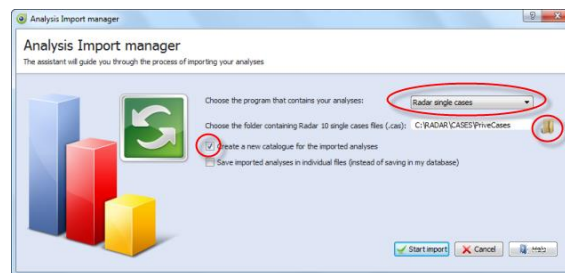 Analysis Import manager
Analysis Import manager
The assistant will guide you through the process of importing your analyses
Choose the program that contains your analyses: Radar single cases
Choose the folder containing Radar 10 single cases files (.cas): C:\RADAR\CASES\PriveCases
Create a new catalogue for the imported analyses
Save imported analyses in individual files (instead of saving in my database)
Start import Cancel Help